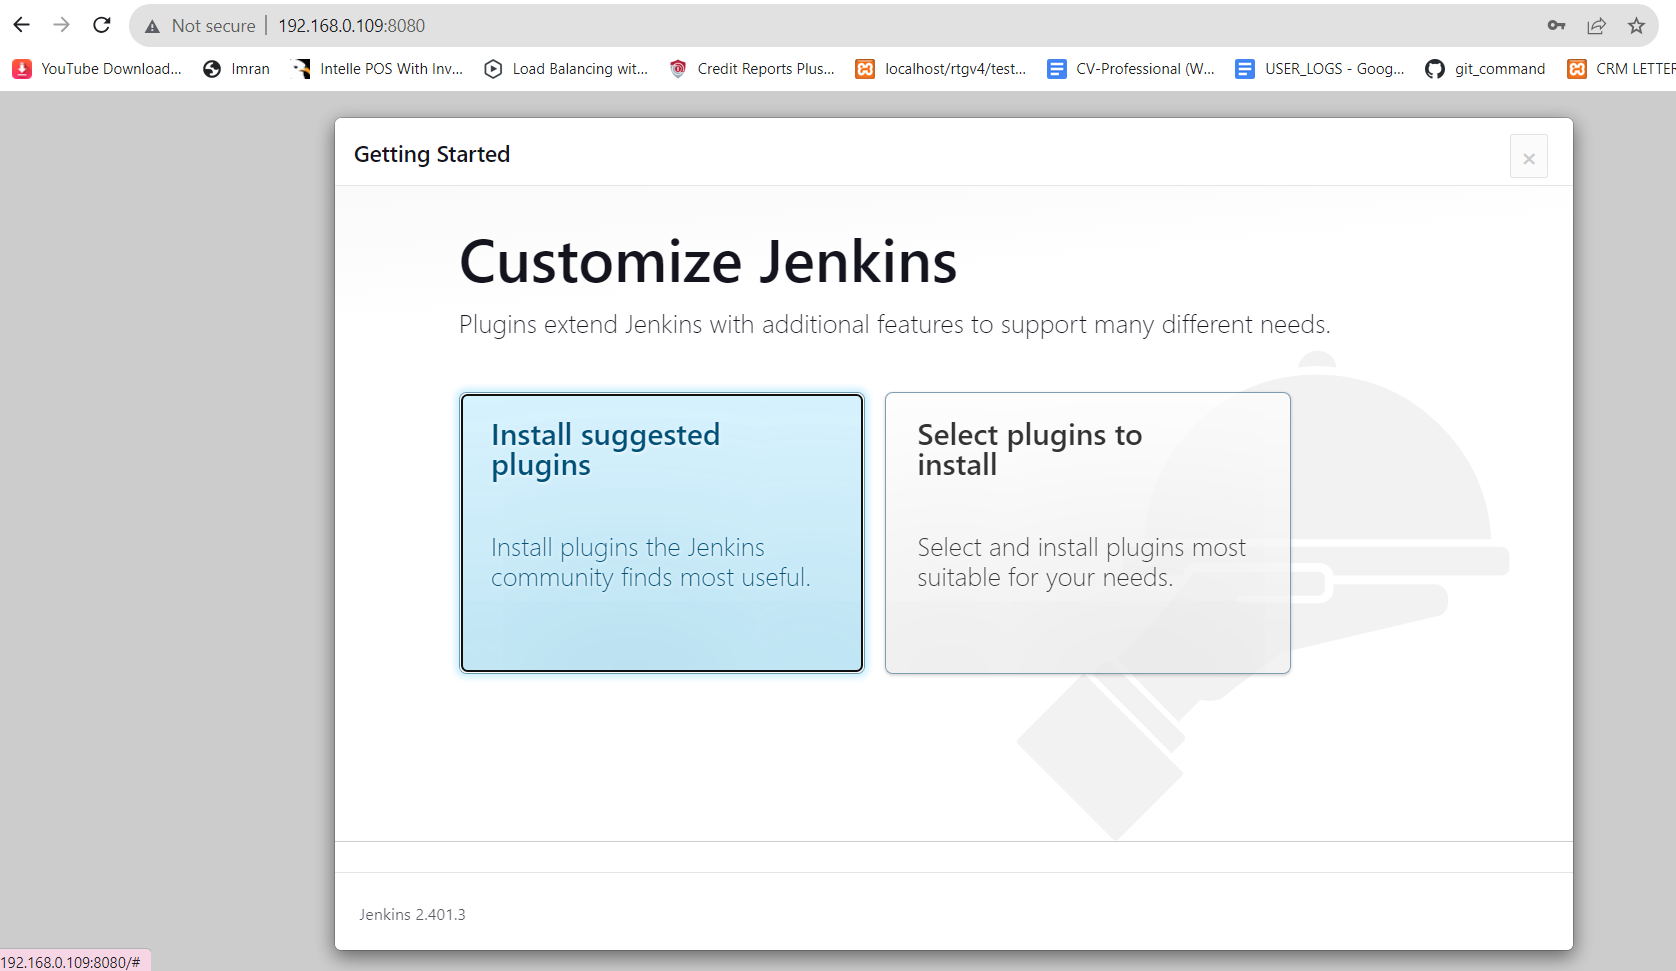 Not secure | 192.168.0.109:8080
YouTube Download... Imran Intelle POS With Inv... Load Balancing wit... Credit Reports Plus... localhost/rtgv4/test... CV-Professional (W... USER_LOGS - Goog... git_command CRM LETTER
Getting Started
×
Customize Jenkins
Plugins extend Jenkins with additional features to support many different needs.
Install suggested
plugins
Install plugins the Jenkins
community finds most useful.
Select plugins to
install
Select and install plugins most
suitable for your needs.
Jenkins 2.401.3
192.168.0.109:8080/#